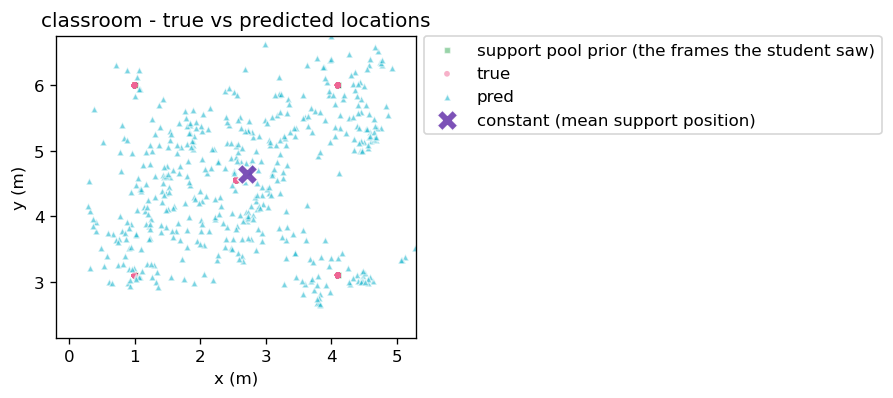 classroom - true vs predicted locations
support pool prior (the frames the student saw)
true
pred
constant (mean support position)
y (m)
6
5
4
3
0 1 2 3 4 5
x (m)